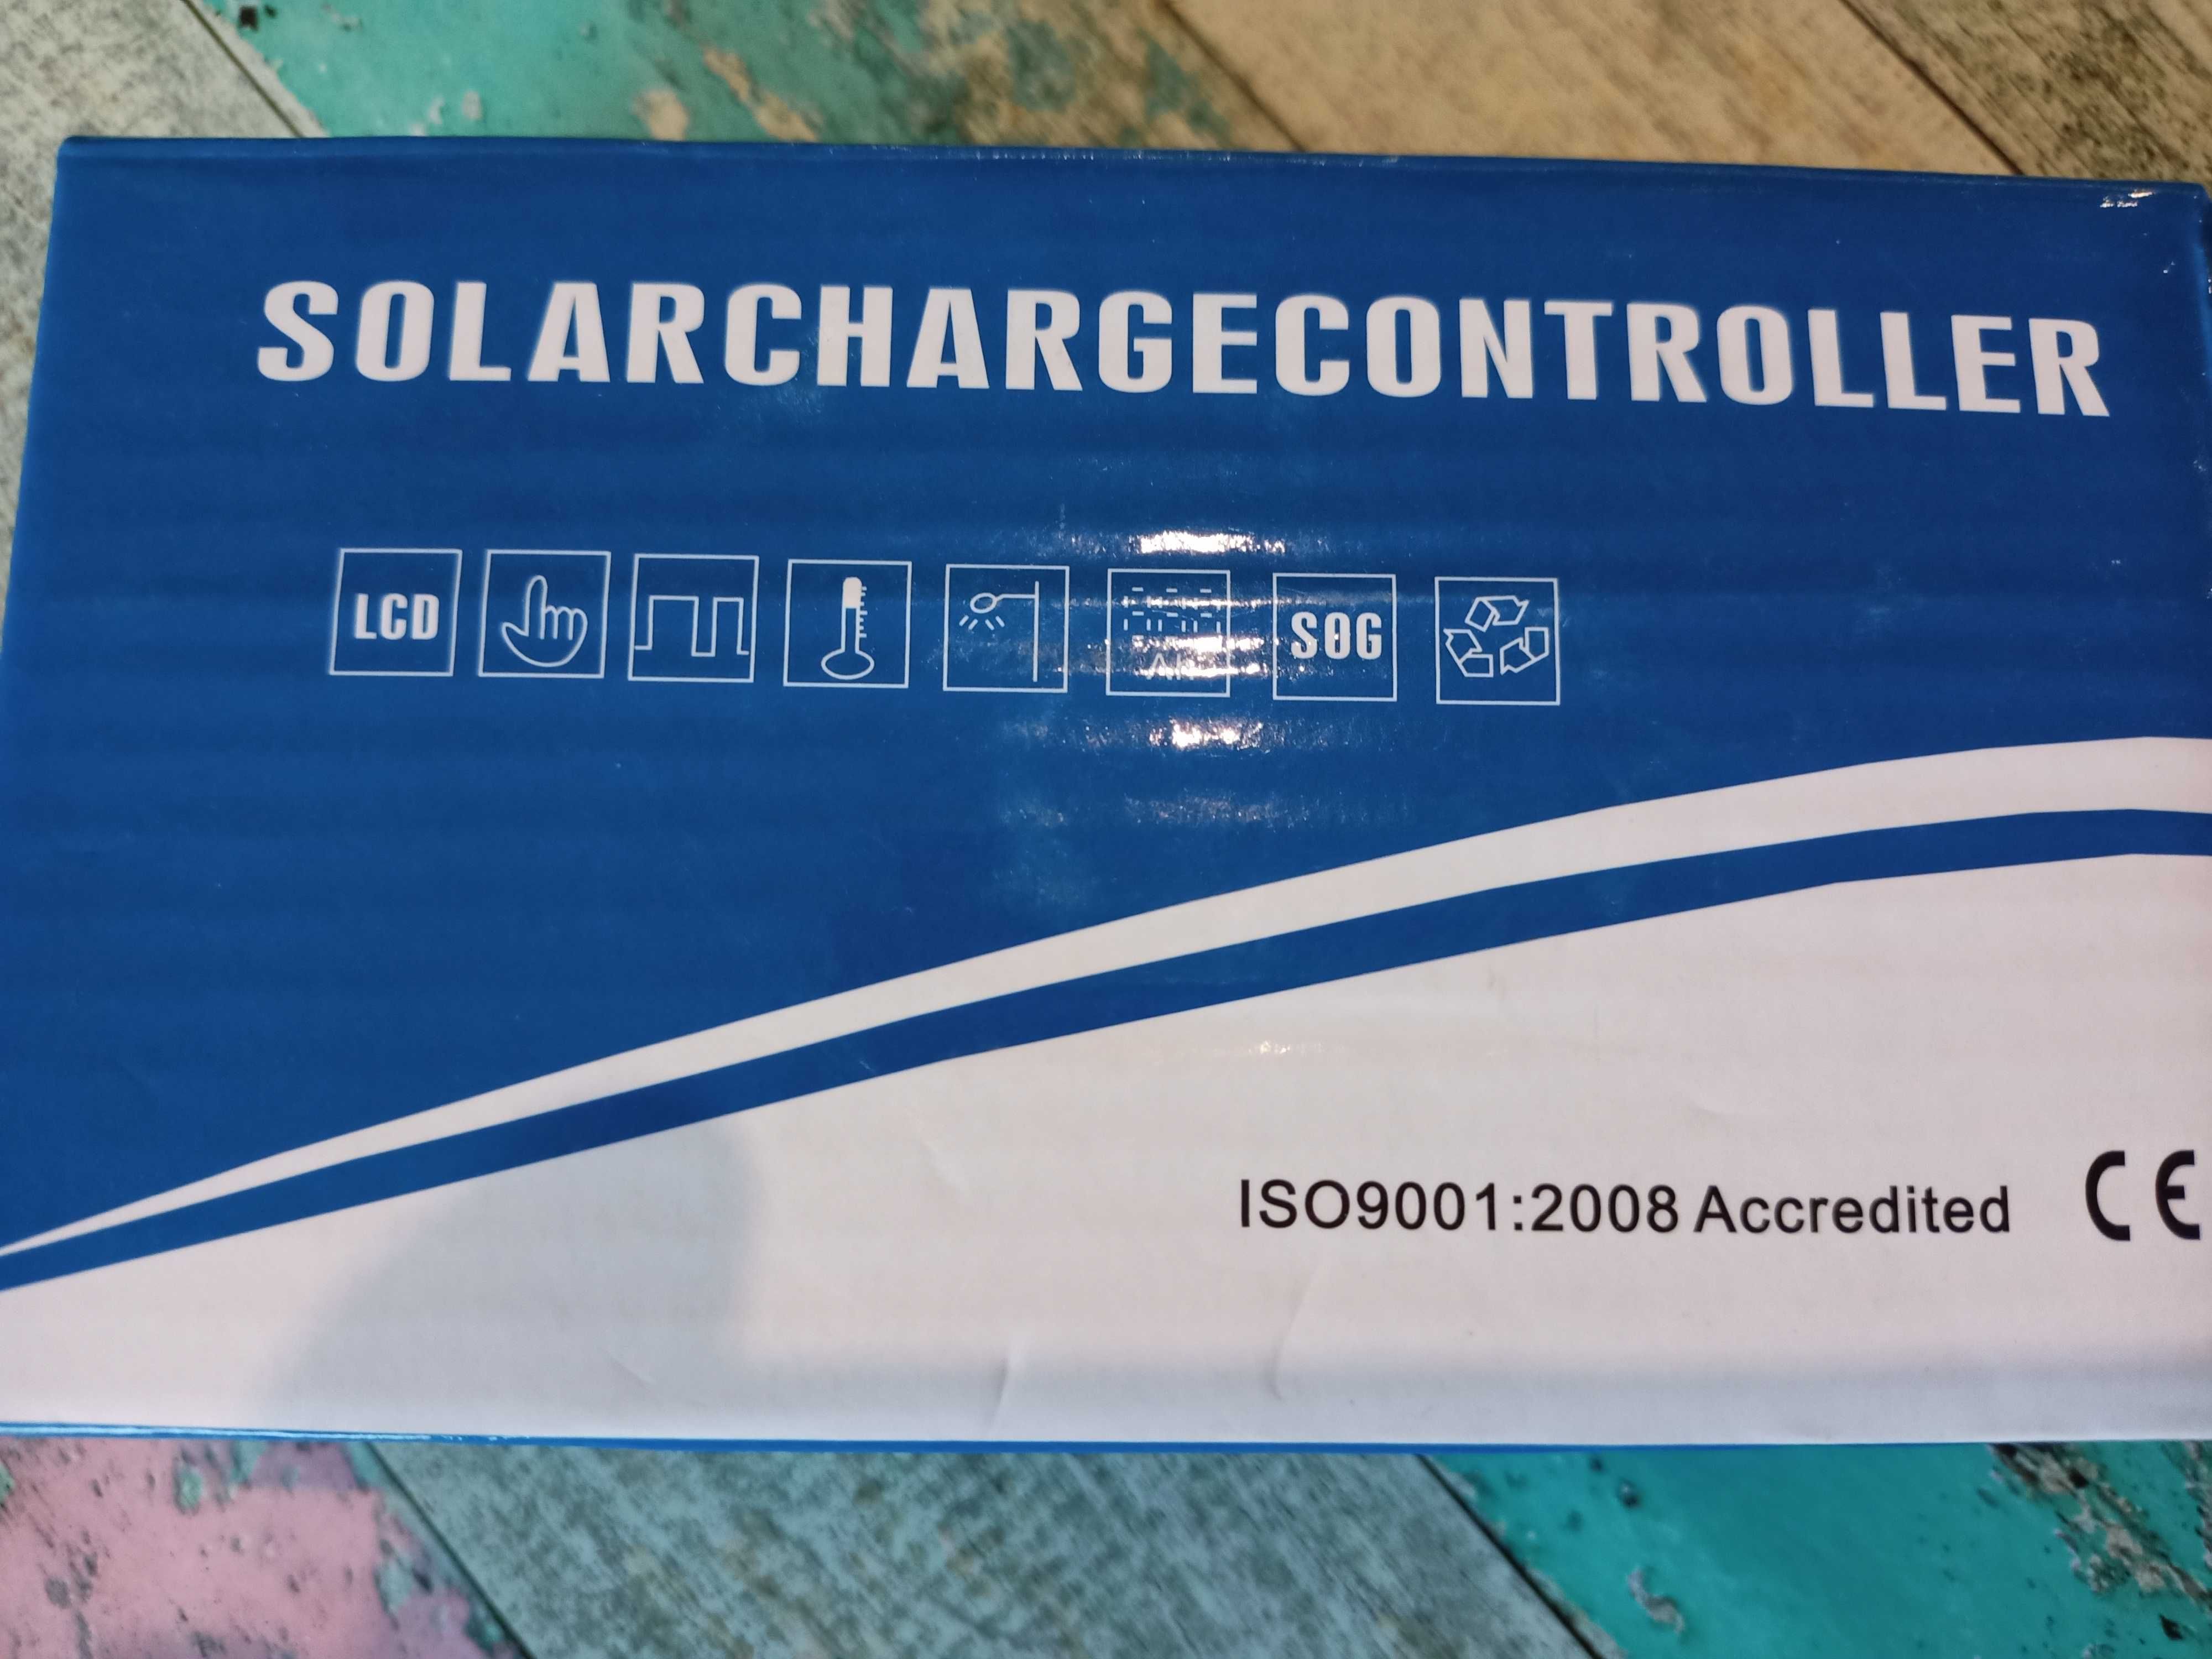 SOLARCHARGECONTROLLER
LCD
SOG
ISO9001:2008 Accredited CE